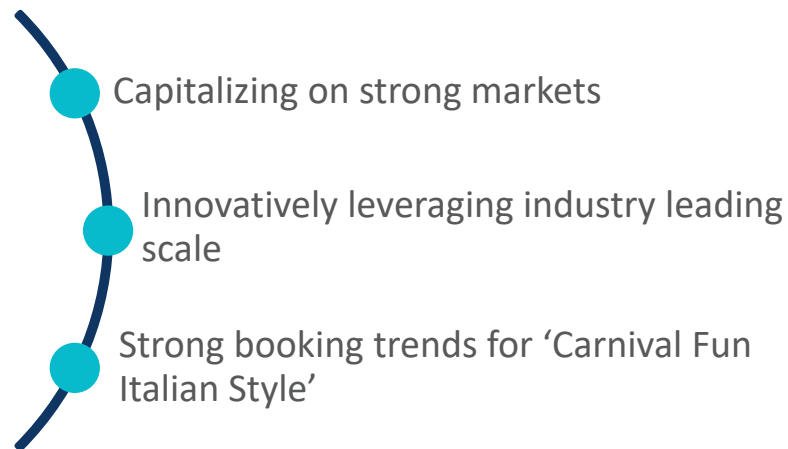 Capitalizing on strong markets
Innovatively leveraging industry leading
scale
Strong booking trends for ‘Carnival Fun
Italian Style’